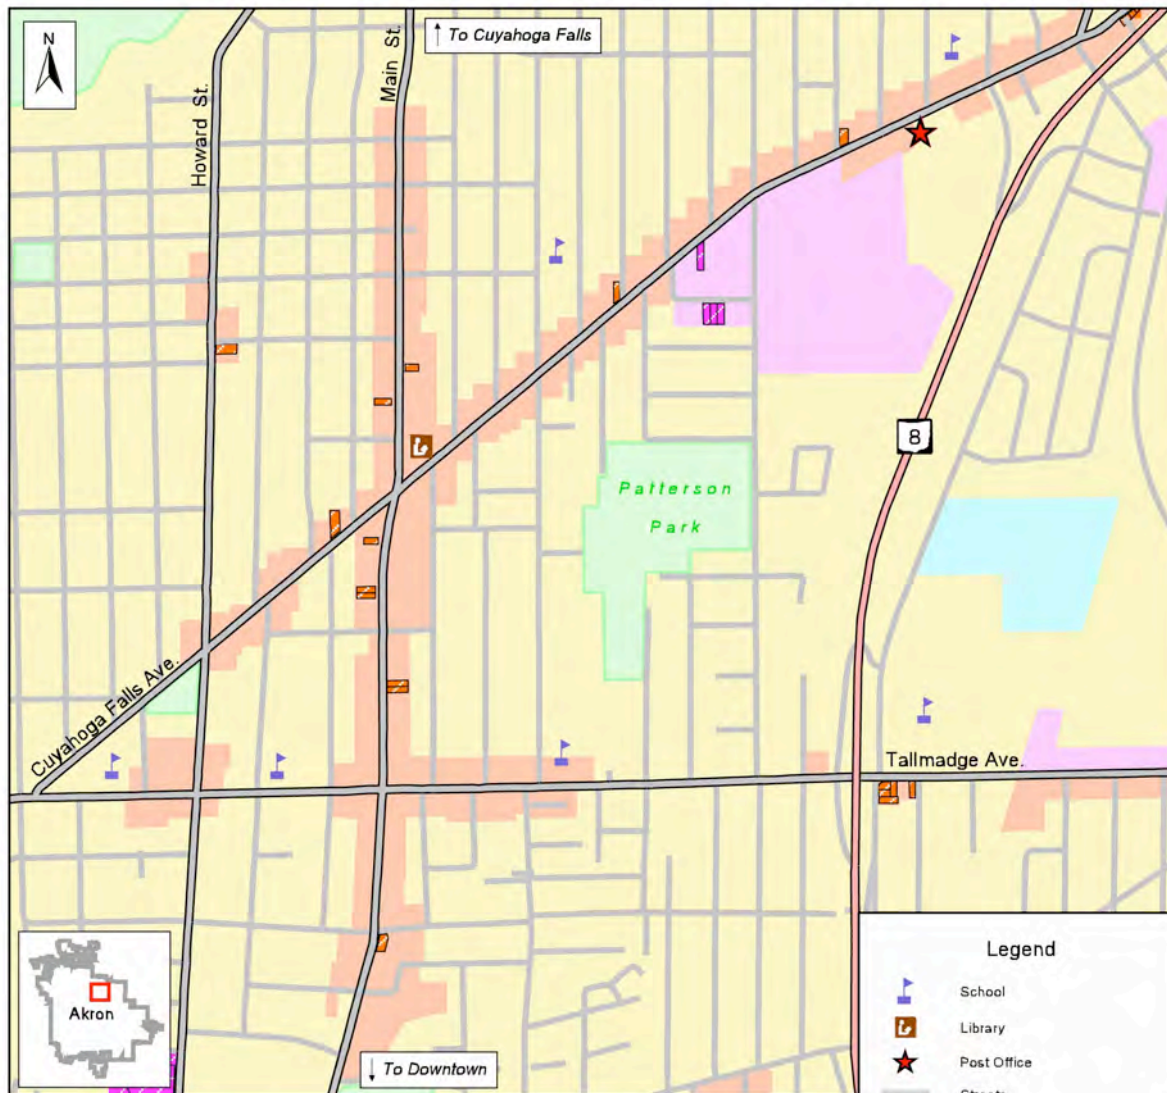 N
↑ To Cuyahoga Falls
Main St.
Howard St.
8
Patterson
Park
Cuyahoga Falls Ave.
Tallmadge Ave.
Akron
↓ To Downtown
Legend
School
Library
Post Office
Streets